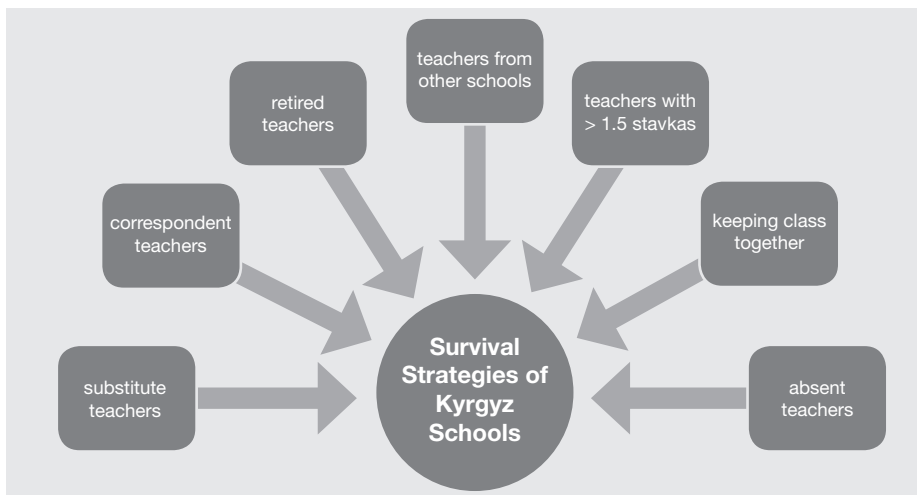 teachers from
other schools
retired
teachers
teachers with
> 1.5 stavkas
correspondent
teachers
keeping class
together
substitute
teachers
Survival
Strategies of
Kyrgyz
Schools
absent
teachers